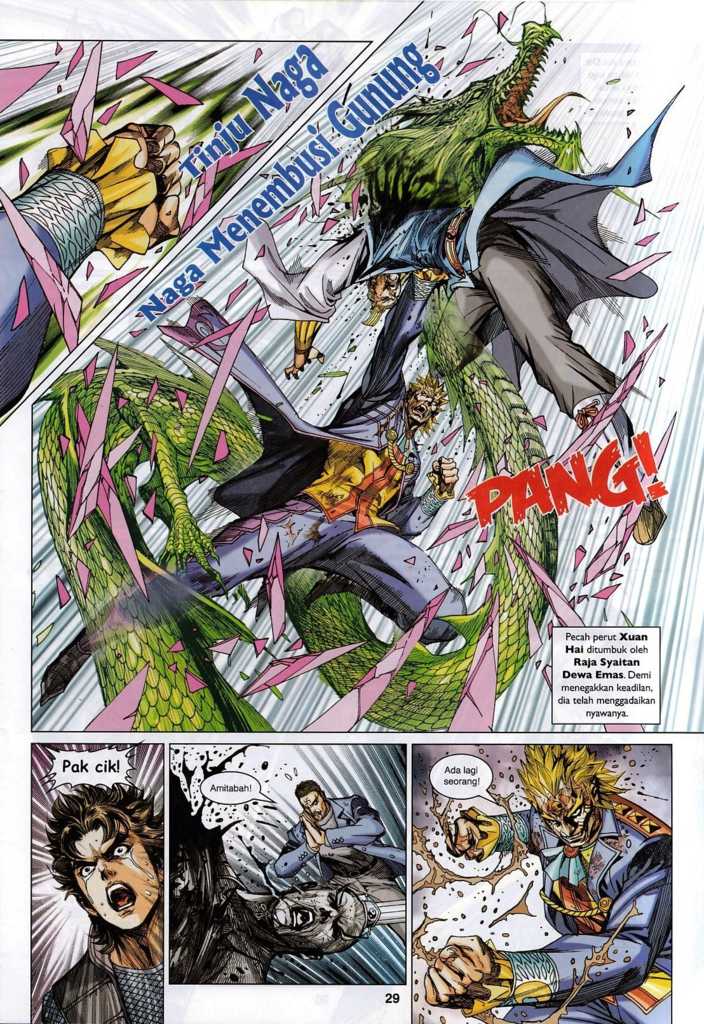 Tinju Naga
Naga Menembusi Gunung
PANG!
Pecah perut Xuan
Hai ditumbuk oleh
Raja Syaitan
Dewa Emas. Demi
menegakkan keadilan,
dia telah menggadaikan
nyawanya.
Pak cik!
Amitabah!
Ada lagi
seorang!
29